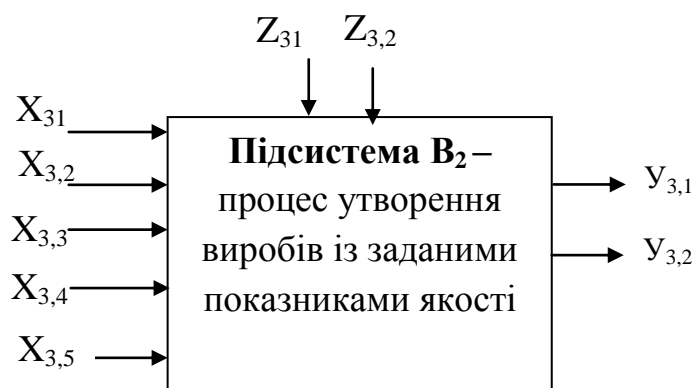 Z₃₁ Z₃,₂
X₃₁
X₃,₂
X₃,₃
X₃,₄
X₃,₅
Підсистема В₂ –
процес утворення
виробів із заданими
показниками якості
У₃,₁
У₃,₂